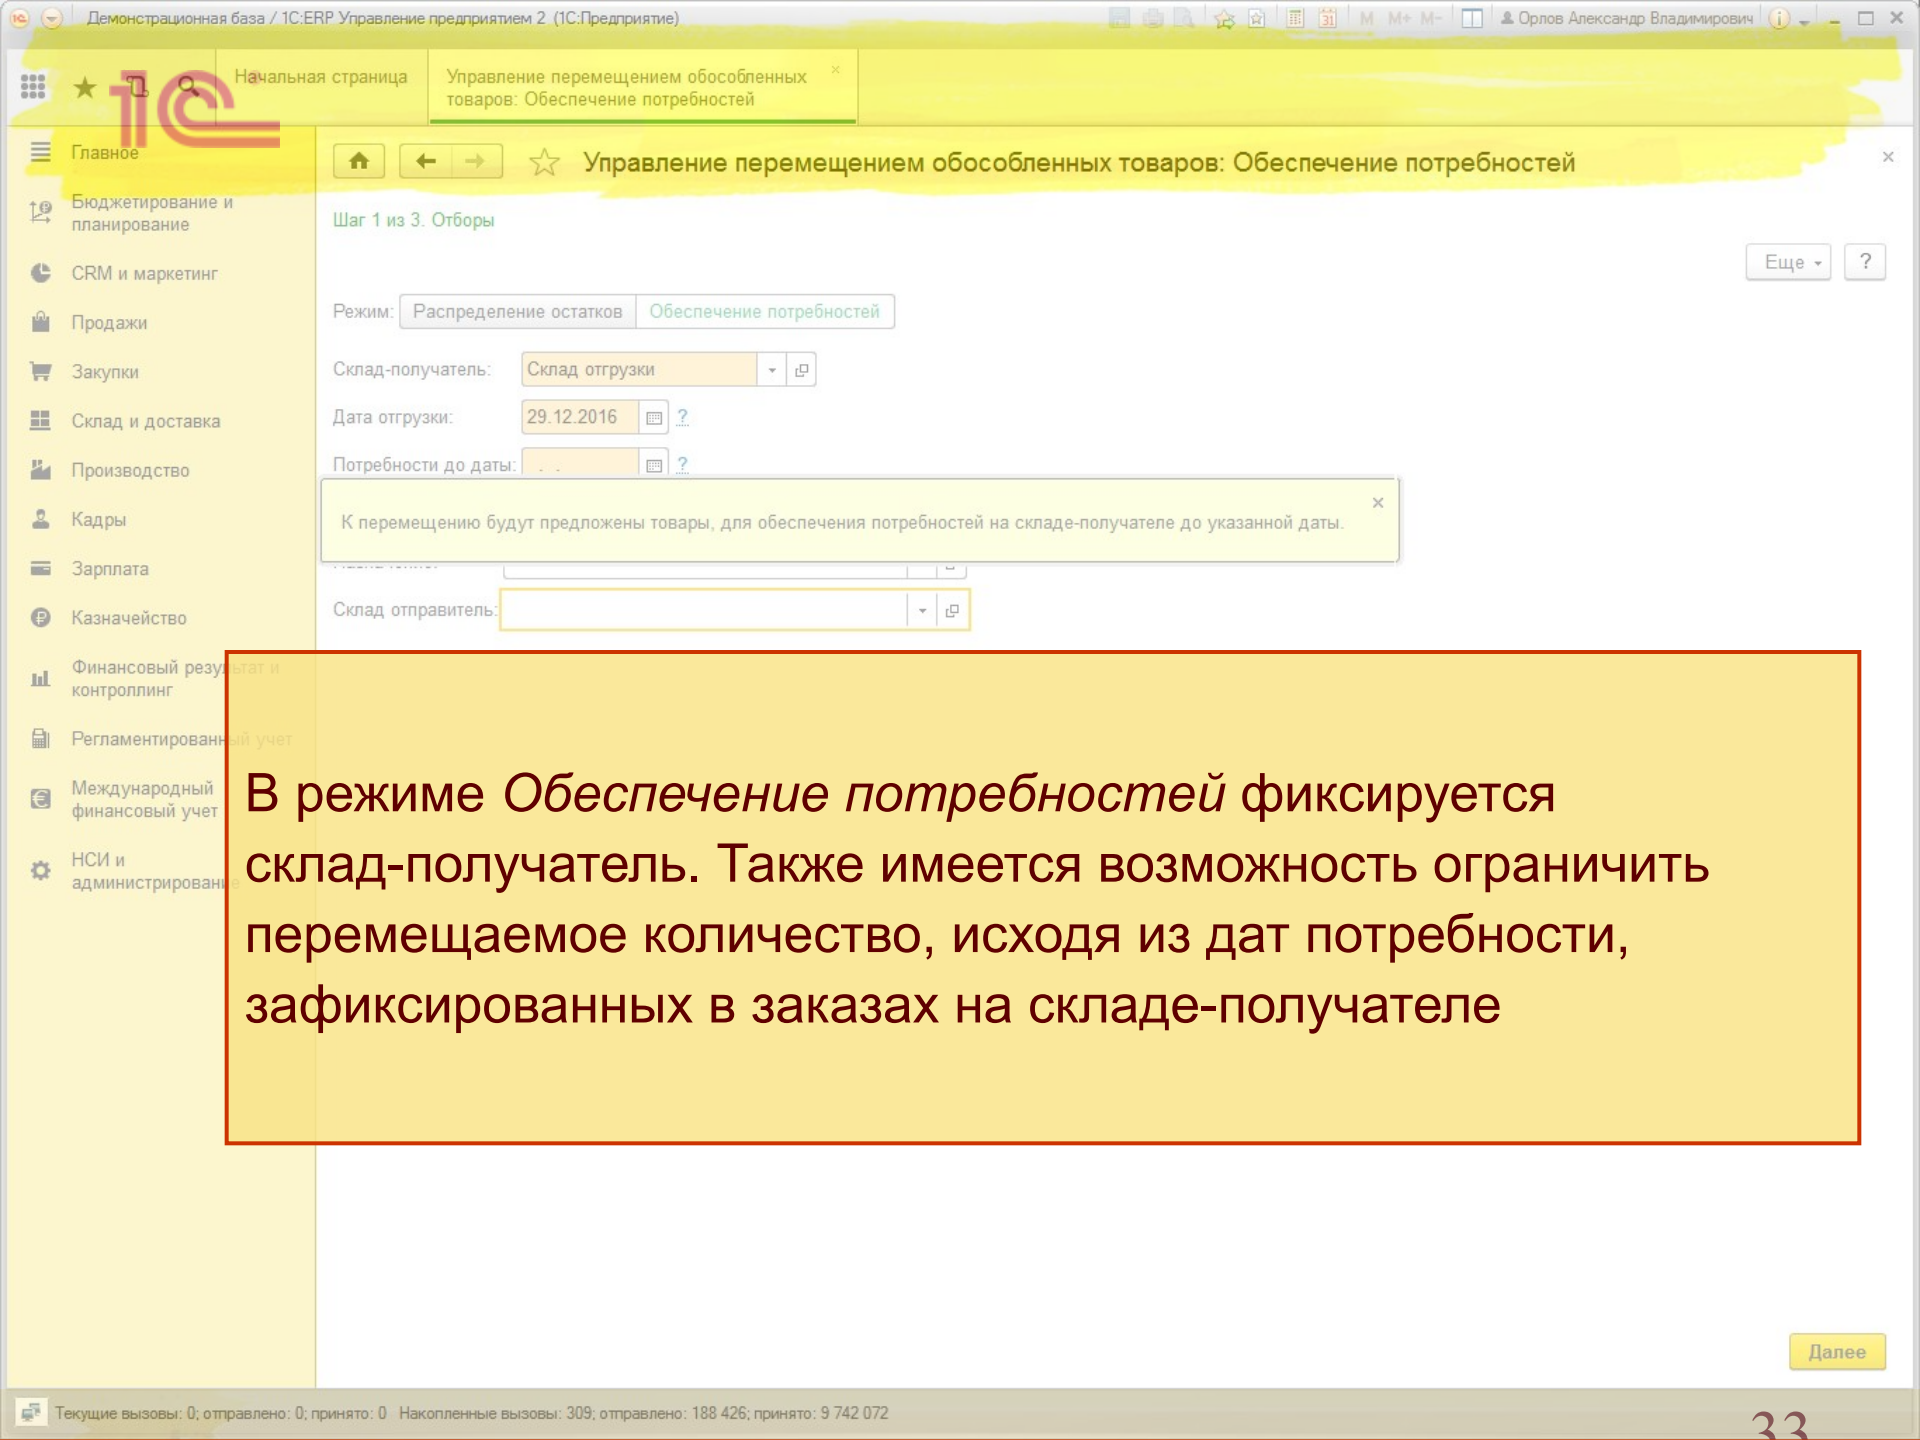 Демонстрационная база / 1С:ERP Управление предприятием 2 (1С:Предприятие)
M M+ M-
Орлов Александр Владимирович
1С
Начальная страница
Управление перемещением обособленных
товаров: Обеспечение потребностей
Главное
Бюджетирование и
планирование
CRM и маркетинг
Продажи
Закупки
Склад и доставка
Производство
Кадры
Зарплата
Казначейство
Финансовый результат и
контроллинг
Регламентированный учет
Международный
финансовый учет
НСИ и
администрирование
Управление перемещением обособленных товаров: Обеспечение потребностей
Шаг 1 из 3. Отборы
Еще ?
Режим: Распределение остатков Обеспечение потребностей
Склад-получатель: Склад отгрузки
Дата отгрузки: 29.12.2016 ?
Потребности до даты: . . ?
К перемещению будут предложены товары, для обеспечения потребностей на складе-получателе до указанной даты.
Склад отправитель:
В режиме Обеспечение потребностей фиксируется
склад-получатель. Также имеется возможность ограничить
перемещаемое количество, исходя из дат потребности,
зафиксированных в заказах на складе-получателе
Далее
Текущие вызовы: 0; отправлено: 0; принято: 0 Накопленные вызовы: 309; отправлено: 188 426; принято: 9 742 072
33